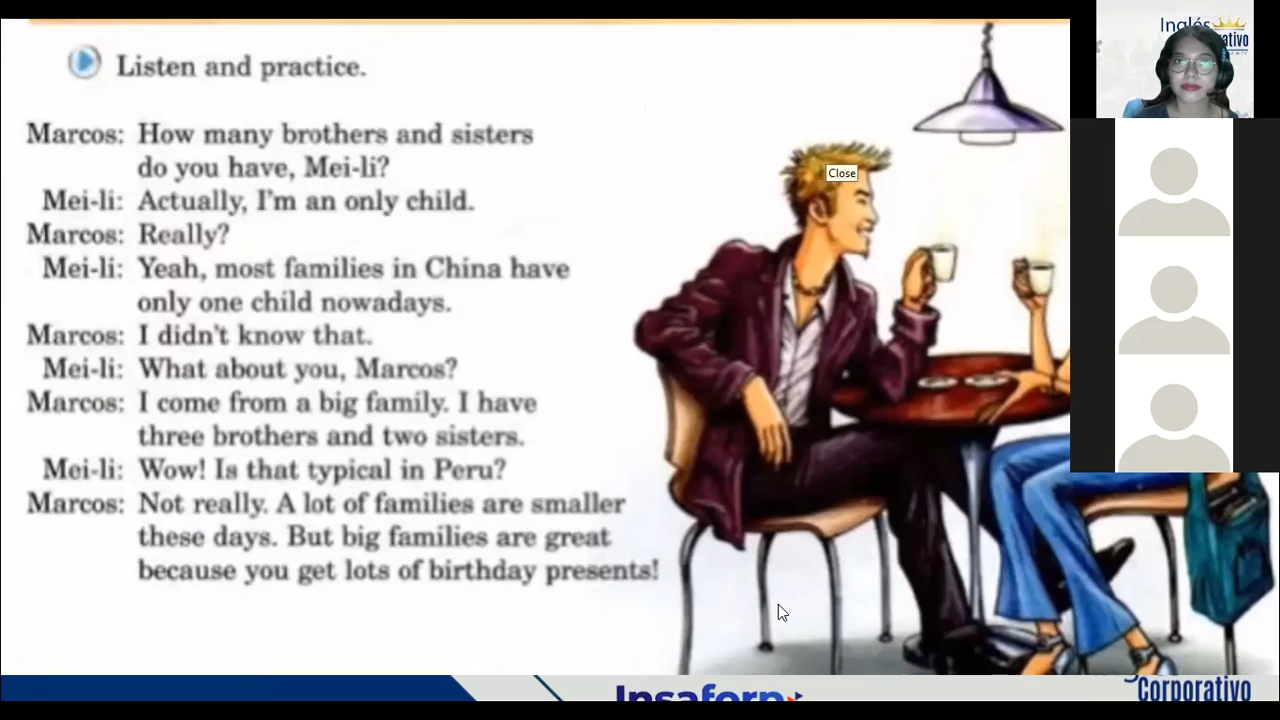 Listen and practice.
Marcos: How many brothers and sisters
do you have, Mei-li?
Mei-li: Actually, I'm an only child.
Marcos: Really?
Mei-li: Yeah, most families in China have
only one child nowadays.
Marcos: I didn't know that.
Mei-li: What about you, Marcos?
Marcos: I come from a big family. I have
three brothers and two sisters.
Mei-li: Wow! Is that typical in Peru?
Marcos: Not really. A lot of families are smaller
these days. But big families are great
because you get lots of birthday presents!
Close
Inglés
Insaforp
Corporativo